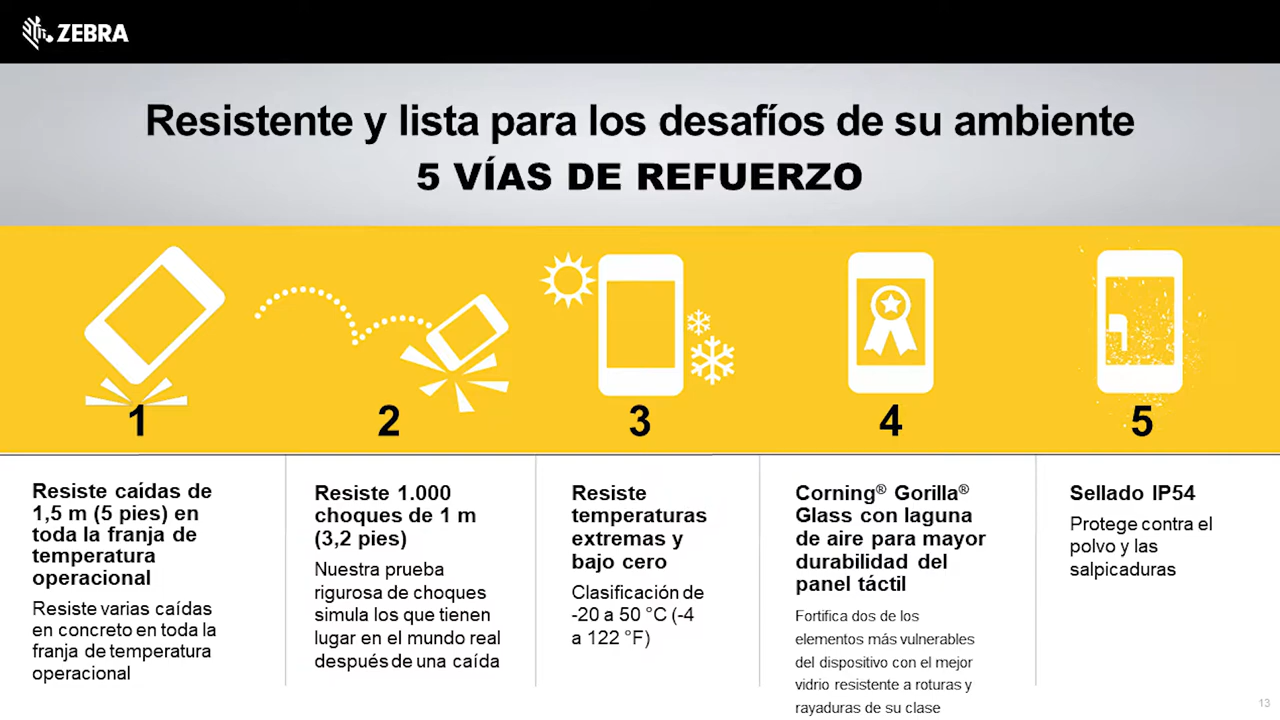 ZEBRA
Resistente y lista para los desafíos de su ambiente
5 VÍAS DE REFUERZO
1
2
3
4
5
Resiste caídas de
1,5 m (5 pies) en
toda la franja de
temperatura
operacional
Resiste varias caídas
en concreto en toda la
franja de temperatura
operacional
Resiste 1.000
choques de 1 m
(3,2 pies)
Nuestra prueba
rigurosa de choques
simula los que tienen
lugar en el mundo real
después de una caída
Resiste
temperaturas
extremas y
bajo cero
Clasificación de
-20 a 50 °C (-4
a 122 °F)
Corning® Gorilla®
Glass con laguna
de aire para mayor
durabilidad del
panel táctil
Fortifica dos de los
elementos más vulnerables
del dispositivo con el mejor
vidrio resistente a roturas y
rayaduras de su clase
Sellado IP54
Protege contra el
polvo y las
salpicaduras
13